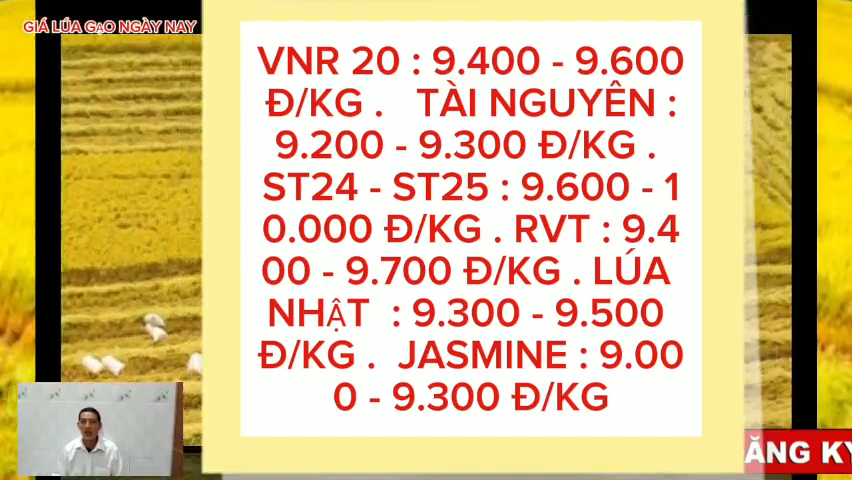 GIÁ LÚA GẠO NGÀY NAY
VNR 20 : 9.400 - 9.600
Đ/KG .   TÀI NGUYÊN :
9.200 - 9.300 Đ/KG .
ST24 - ST25 : 9.600 - 1
0.000 Đ/KG . RVT : 9.4
00 - 9.700 Đ/KG . LÚA
NHẬT  : 9.300 - 9.500
Đ/KG .  JASMINE : 9.00
0 - 9.300 Đ/KG
ĂNG KÝ